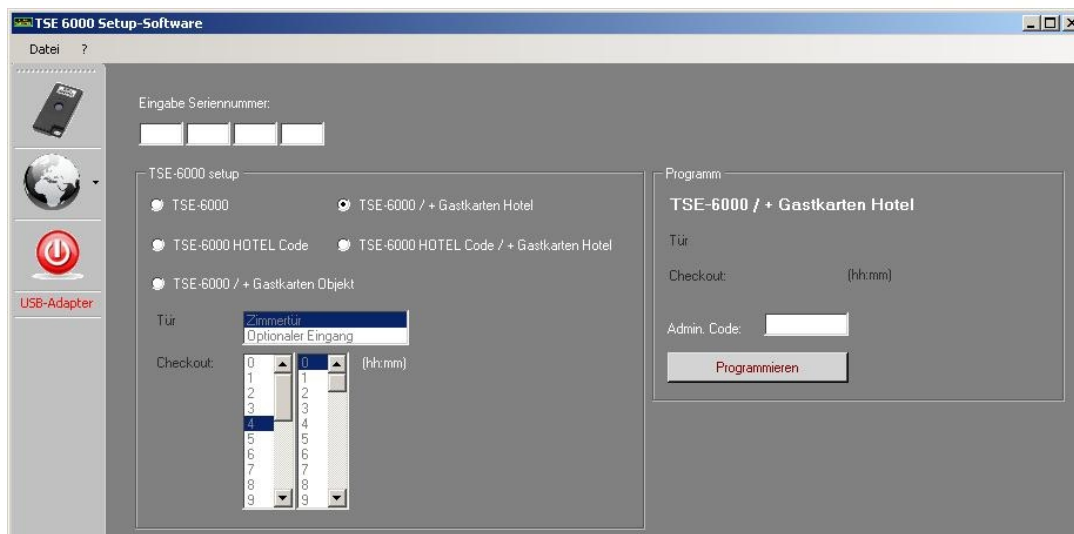 TSE 6000 Setup-Software
Datei ?
Eingabe Seriennummer:
TSE-6000 setup
TSE-6000
TSE-6000 / + Gastkarten Hotel
TSE-6000 HOTEL Code
TSE-6000 HOTEL Code / + Gastkarten Hotel
TSE-6000 / + Gastkarten Objekt
Tür
Zimmertür
Optionaler Eingang
Checkout:
0 0 (hh:mm)
1 1
2 2
3 3
4 4
5 5
6 6
7 7
8 8
9 9
Programm
TSE-6000 / + Gastkarten Hotel
Tür
Checkout: (hh:mm)
Admin. Code:
Programmieren
USB-Adapter